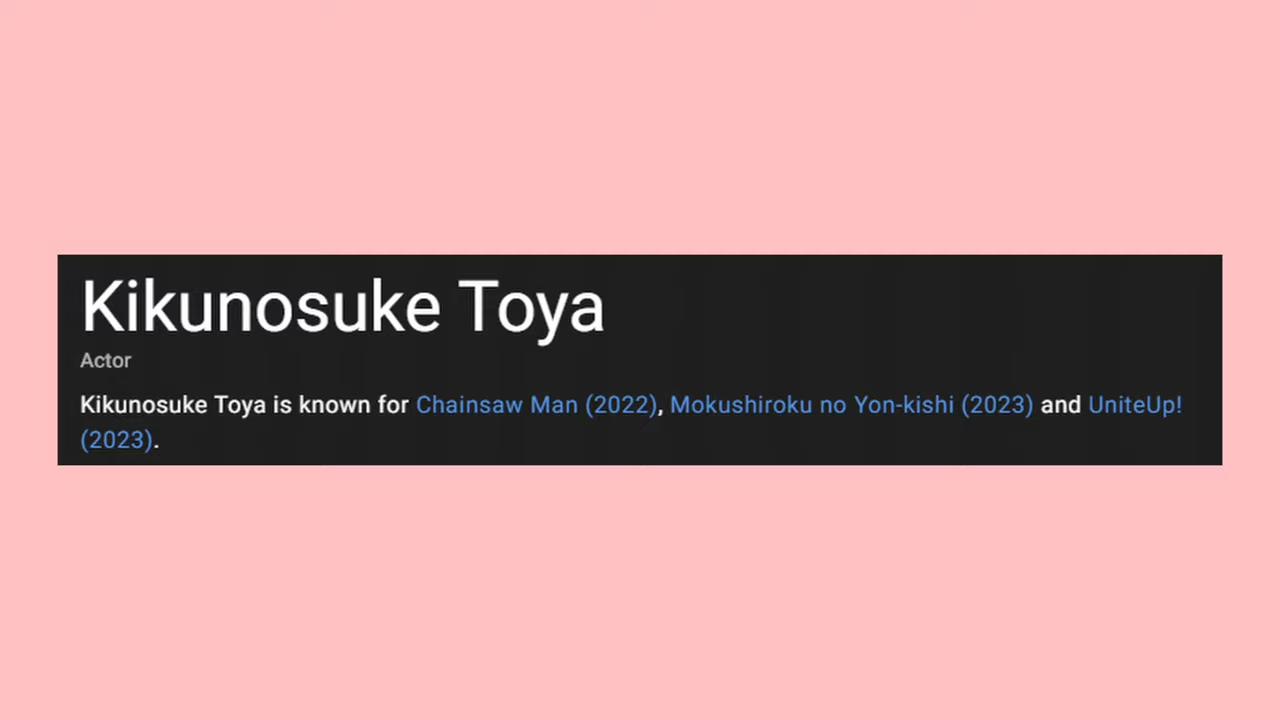 Kikunosuke Toya
Actor
Kikunosuke Toya is known for Chainsaw Man (2022), Mokushiroku no Yon-kishi (2023) and UniteUp!
(2023).